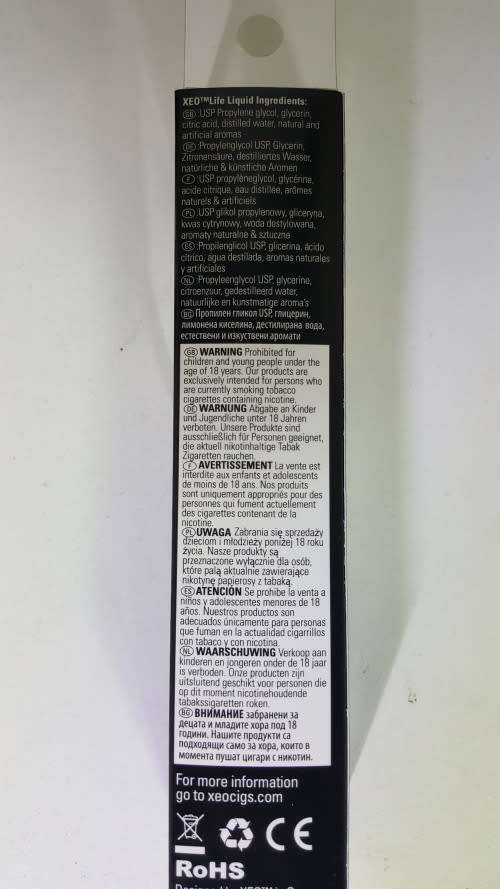 XEO™Life Liquid Ingredients:
GB :USP Propylene glycol, glycerin,
citric acid, distilled water, natural and
artificial aromas
DE :Propylenglycol USP, Glycerin,
Zitronensäure, destilliertes Wasser,
natürliche & künstliche Aromen
F :USP propylèneglycol, glycérine,
acide citrique, eau distillée, arômes
naturels & artificiels
PL :USP glikol propylenowy, gliceryna,
kwas cytrynowy, woda destylowana,
aromaty naturalne & sztuczne
ES :Propilenglicol USP, glicerina, ácido
cítrico, agua destilada, aromas naturales
y artificiales
NL :Propyleenglycol USP, glycerine,
citroenzuur, gedestilleerd water,
natuurlijke en kunstmatige aroma's
BG Пропилен гликол USP, глицерин,
лимонена киселина, дестилирана вода,
естествени и изкуствени аромати
GB WARNING Prohibited for
children and young people under the
age of 18 years. Our products are
exclusively intended for persons who
are currently smoking tobacco
cigarettes containing nicotine.
DE WARNUNG Abgabe an Kinder
und Jugendliche unter 18 Jahren
verboten. Unsere Produkte sind
ausschließlich für Personen geeignet,
die aktuell nikotinhaltige Tabak
Zigaretten rauchen.
F AVERTISSEMENT La vente est
interdite aux enfants et adolescents
de moins de 18 ans. Nos produits
sont uniquement appropriés pour des
personnes qui fument actuellement
des cigarettes contenant de la
nicotine.
PL UWAGA Zabrania się sprzedaży
dzieciom i młodzieży poniżej 18 roku
życia. Nasze produkty są
przeznaczone wyłącznie dla osób,
które palą aktualnie zawierające
nikotynę papierosy z tabaką.
ES ATENCIÓN Se prohíbe la venta a
niños y adolescentes menores de 18
años. Nuestros productos son
adecuados únicamente para personas
que fuman en la actualidad cigarrillos
con tabaco y con nicotina.
NL WAARSCHUWING Verkoop aan
kinderen en jongeren onder de 18 jaar
is verboden. Onze producten zijn
uitsluitend geschikt voor personen die
op dit moment nicotinehoudende
tabakssigaretten roken.
BG ВНИМАНИЕ забранени за
децата и младите хора под 18
години. Нашите продукти са
подходящи само за хора, които в
момента пушат цигари с никотин.
For more information
go to xeocigs.com
CE
RoHS